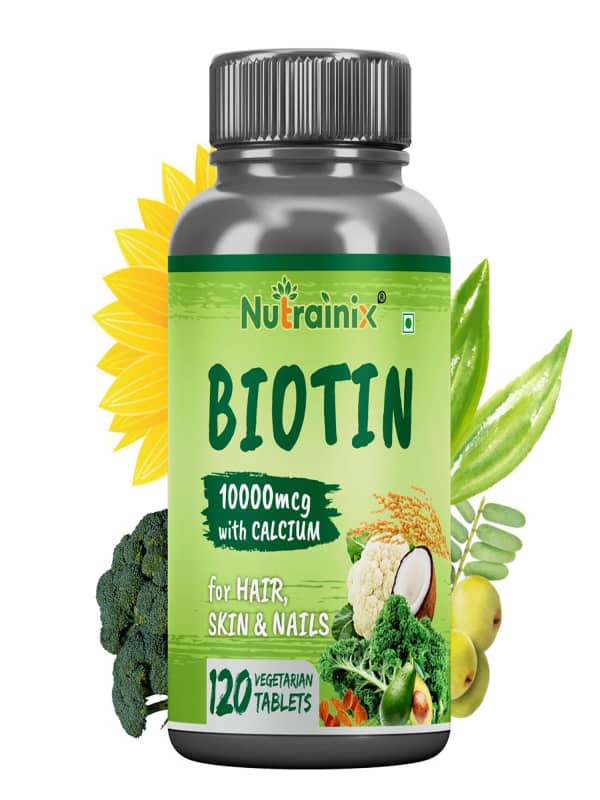 Nutrainix®
BIOTIN
10000mcg
with CALCIUM
for HAIR,
SKIN & NAILS
120 VEGETARIAN
TABLETS